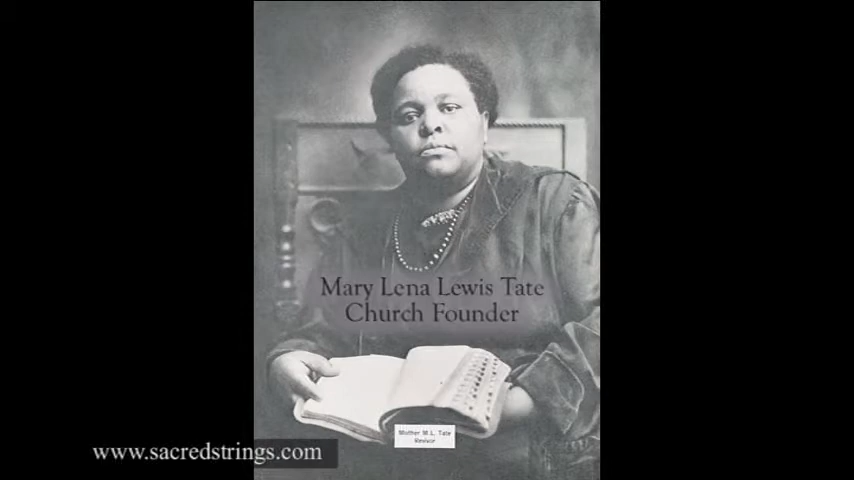 Mary Lena Lewis Tate
Church Founder
Mother M.L. Tate
Revivor
www.sacredstrings.com